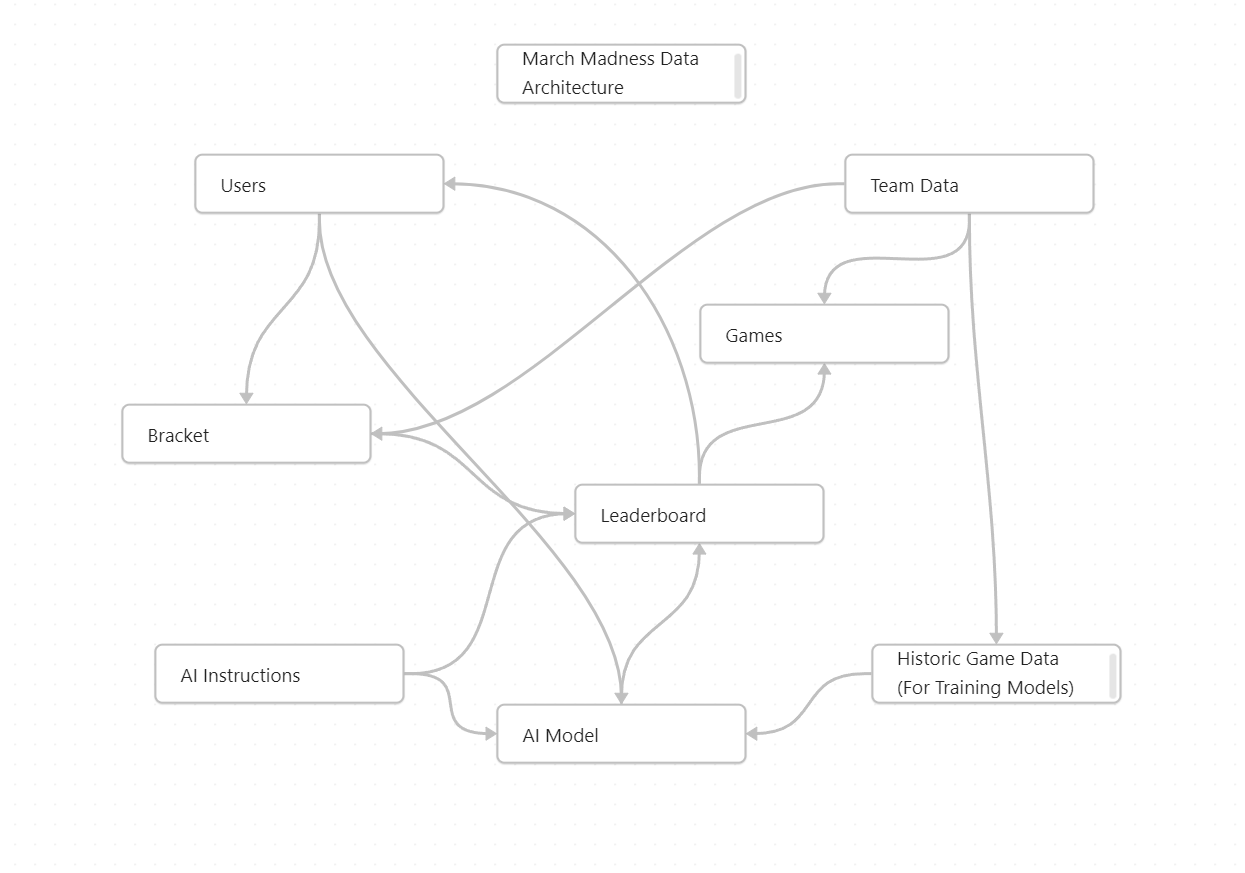 March Madness Data
Architecture
Users
Team Data
Games
Bracket
Leaderboard
AI Instructions
Historic Game Data
(For Training Models)
AI Model